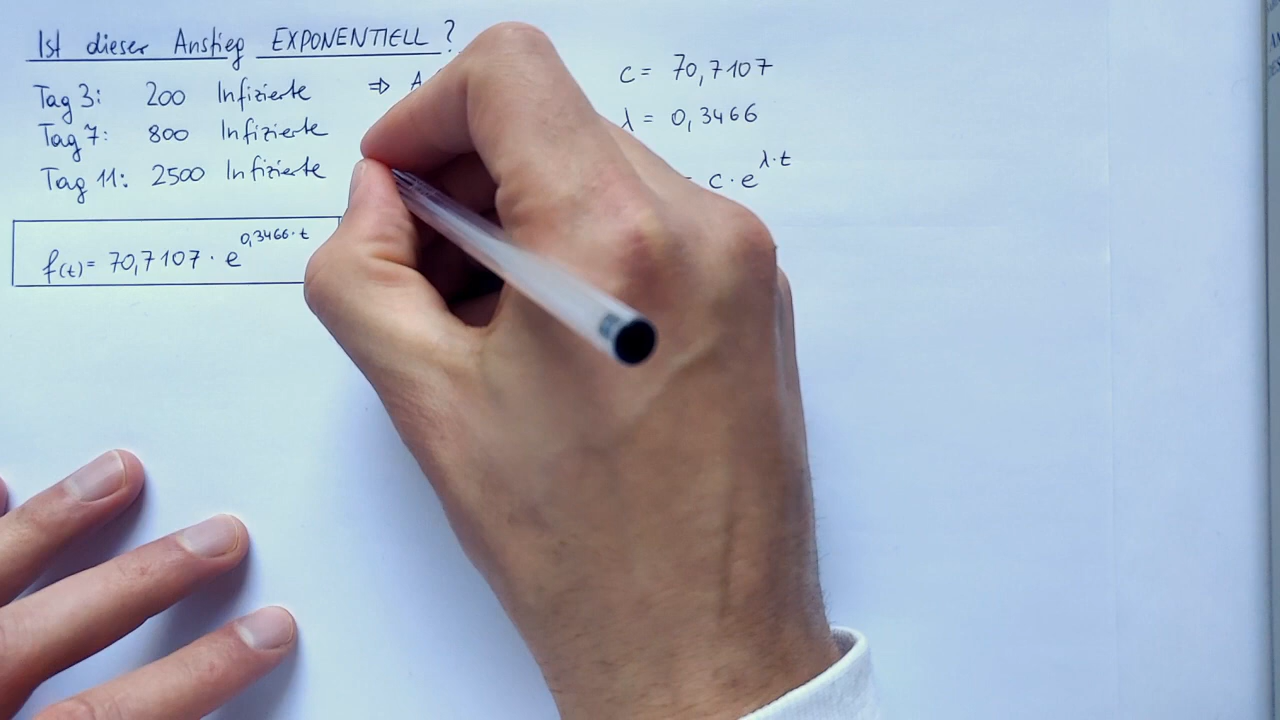 Ist dieser Anstieg EXPONENTIELL?
Tag 3: 200 Infizierte ⇒ A
Tag 7: 800 Infizierte
Tag 11: 2500 Infizierte
f(t) = 70,7107 · e^0,3466·t
c = 70,7107
λ = 0,3466
= c · e^λ·t